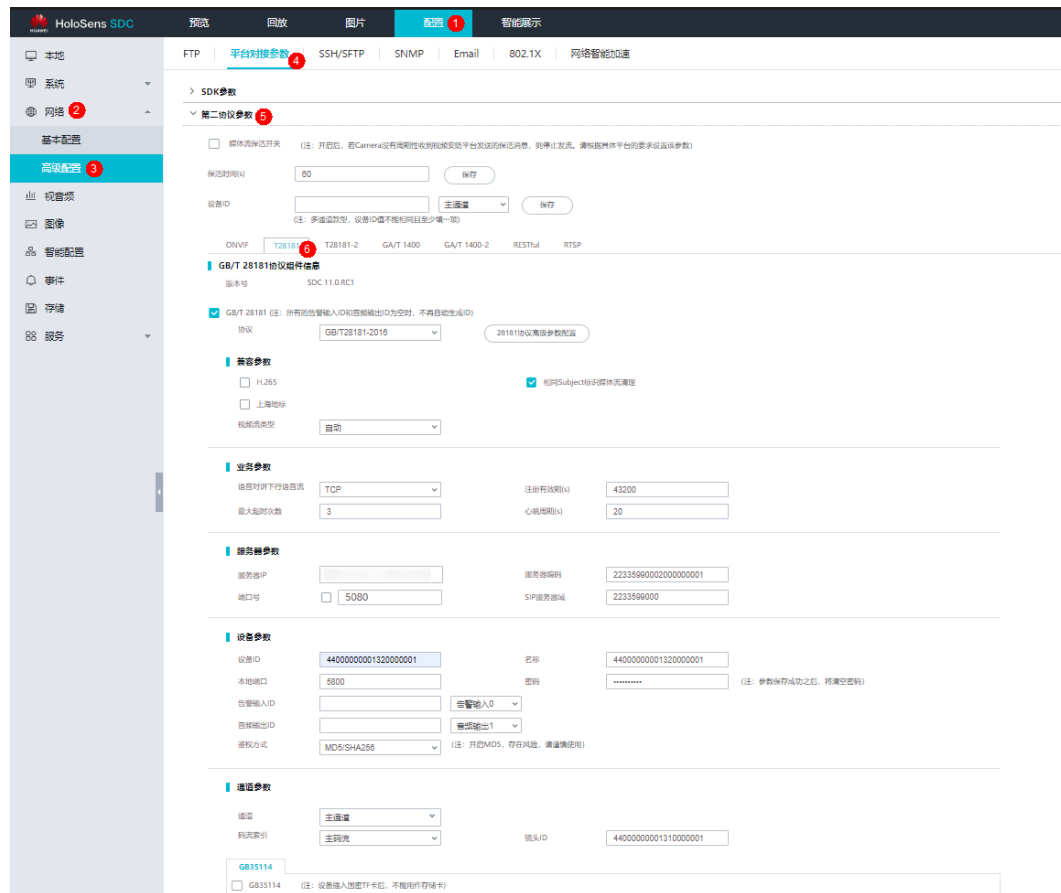 HUAWEI HoloSens SDC 预览 回放 图片 配置 1 智能展示
本地
系统
网络 2
基本配置
高级配置 3
视音频
图像
智能配置
事件
存储
服务
FTP 平台对接参数 4 SSH/SFTP SNMP Email 802.1X 网络智能加速
SDK参数
第二协议参数 5
媒体流保活开关 (注：开启后，若Camera没有周期性收到视频安防平台发送的保活消息，则停止发流。请根据具体平台的要求设置该参数)
保活时间(s) 60 保存
设备ID 主通道 保存
(注：多通道款型，设备ID值不能相同且至少填一项)
ONVIF T28181 6 T28181-2 GA/T 1400 GA/T 1400-2 RESTful RTSP
GB/T 28181协议组件信息
版本号 SDC 11.0.RC1
GB/T 28181 (注：所有的告警输入ID和音频输出ID为空时，不再自动生成ID)
协议 GB/T28181-2016 28181协议高级参数配置
兼容参数
H.265 相同Subject标识媒体流清理
上海地标
视频流类型 自动
业务参数
语音对讲下行语音流 TCP 注册有效期(s) 43200
最大超时次数 3 心跳周期(s) 20
服务器参数
服务器IP 服务器编码 22335990002000000001
端口号 5080 SIP服务器域 2233599000
设备参数
设备ID 44000000001320000001 名称 44000000001320000001
本地端口 5800 密码 •••••••••• (注：参数保存成功之后，将清空密码)
告警输入ID 告警输入0
音频输出ID 音频输出1
鉴权方式 MD5/SHA256 (注：开启MD5，存在风险，请谨慎使用)
通道参数
通道 主通道
码流索引 主码流 镜头ID 44000000001310000001
GB35114
GB35114 (注：设备插入国密TF卡后，不能用作存储卡)